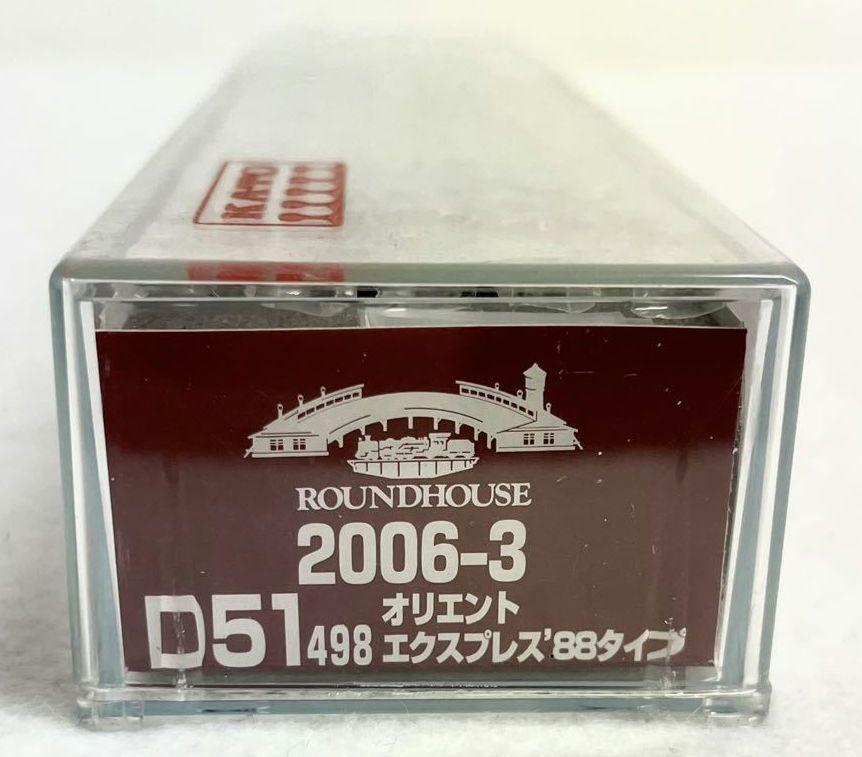 KATO
ROUNDHOUSE
2006-3
D51 498 オリエント
エクスプレス'88タイプ